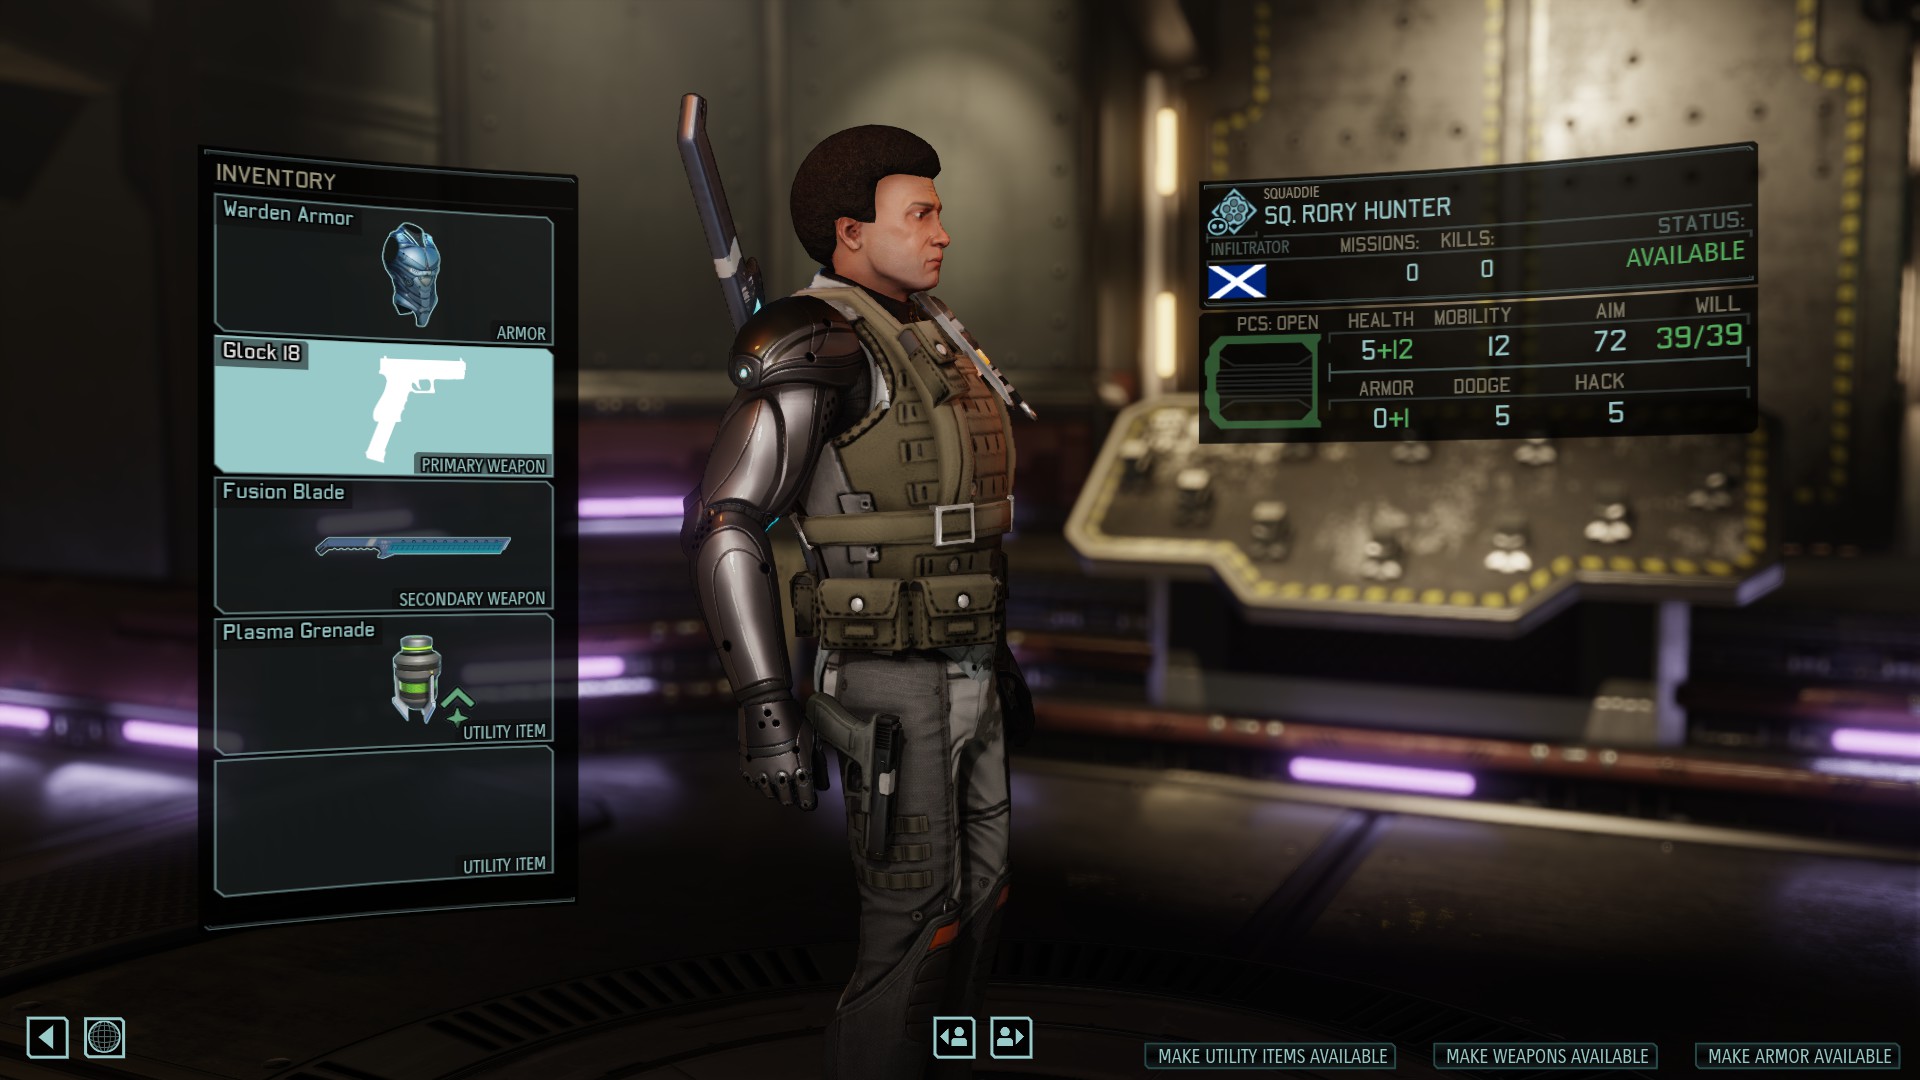 INVENTORY
Warden Armor
ARMOR
Glock 18
PRIMARY WEAPON
Fusion Blade
SECONDARY WEAPON
Plasma Grenade
UTILITY ITEM
UTILITY ITEM
SQUADDIE
SQ. RORY HUNTER
INFILTRATOR
MISSIONS: KILLS:
0 0
STATUS:
AVAILABLE
PCS: OPEN
HEALTH MOBILITY AIM WILL
5+12 12 72 39/39
ARMOR DODGE HACK
0+1 5 5
MAKE UTILITY ITEMS AVAILABLE
MAKE WEAPONS AVAILABLE
MAKE ARMOR AVAILABLE